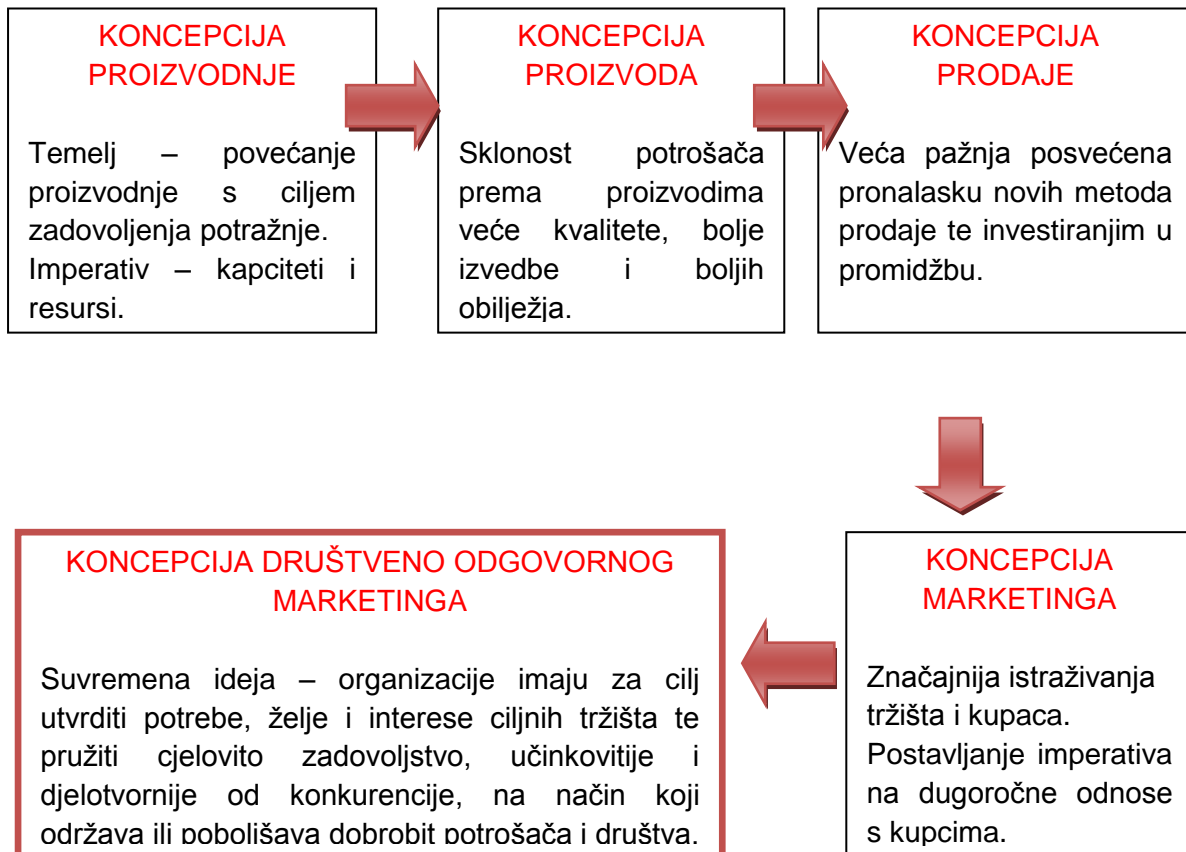 KONCEPCIJA
PROIZVODNJE
Temelj – povećanje
proizvodnje s ciljem
zadovoljenja potražnje.
Imperativ – kapciteti i
resursi.
KONCEPCIJA
PROIZVODA
Sklonost potrošača
prema proizvodima
veće kvalitete, bolje
izvedbe i boljih
obilježja.
KONCEPCIJA
PRODAJE
Veća pažnja posvećena
pronalasku novih metoda
prodaje te investiranjim u
promidžbu.
KONCEPCIJA
MARKETINGA
Značajnija istraživanja
tržišta i kupaca.
Postavljanje imperativa
na dugoročne odnose
s kupcima.
KONCEPCIJA DRUŠTVENO ODGOVORNOG
MARKETINGA
Suvremena ideja – organizacije imaju za cilj
utvrditi potrebe, želje i interese ciljnih tržišta te
pružiti cjelovito zadovoljstvo, učinkovitije i
djelotvornije od konkurencije, na način koji
održava ili poboljšava dobrobit potrošača i društva.